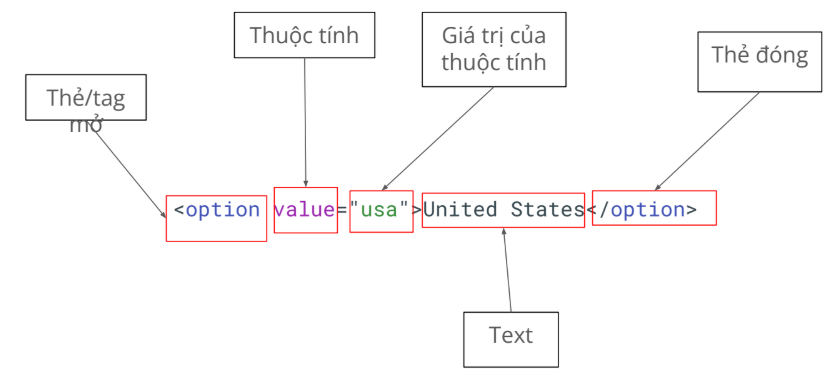 Thuộc tính
Giá trị của
thuộc tính
Thẻ đóng
Thẻ/tag
mở
<option value="usa">United States</option>
Text